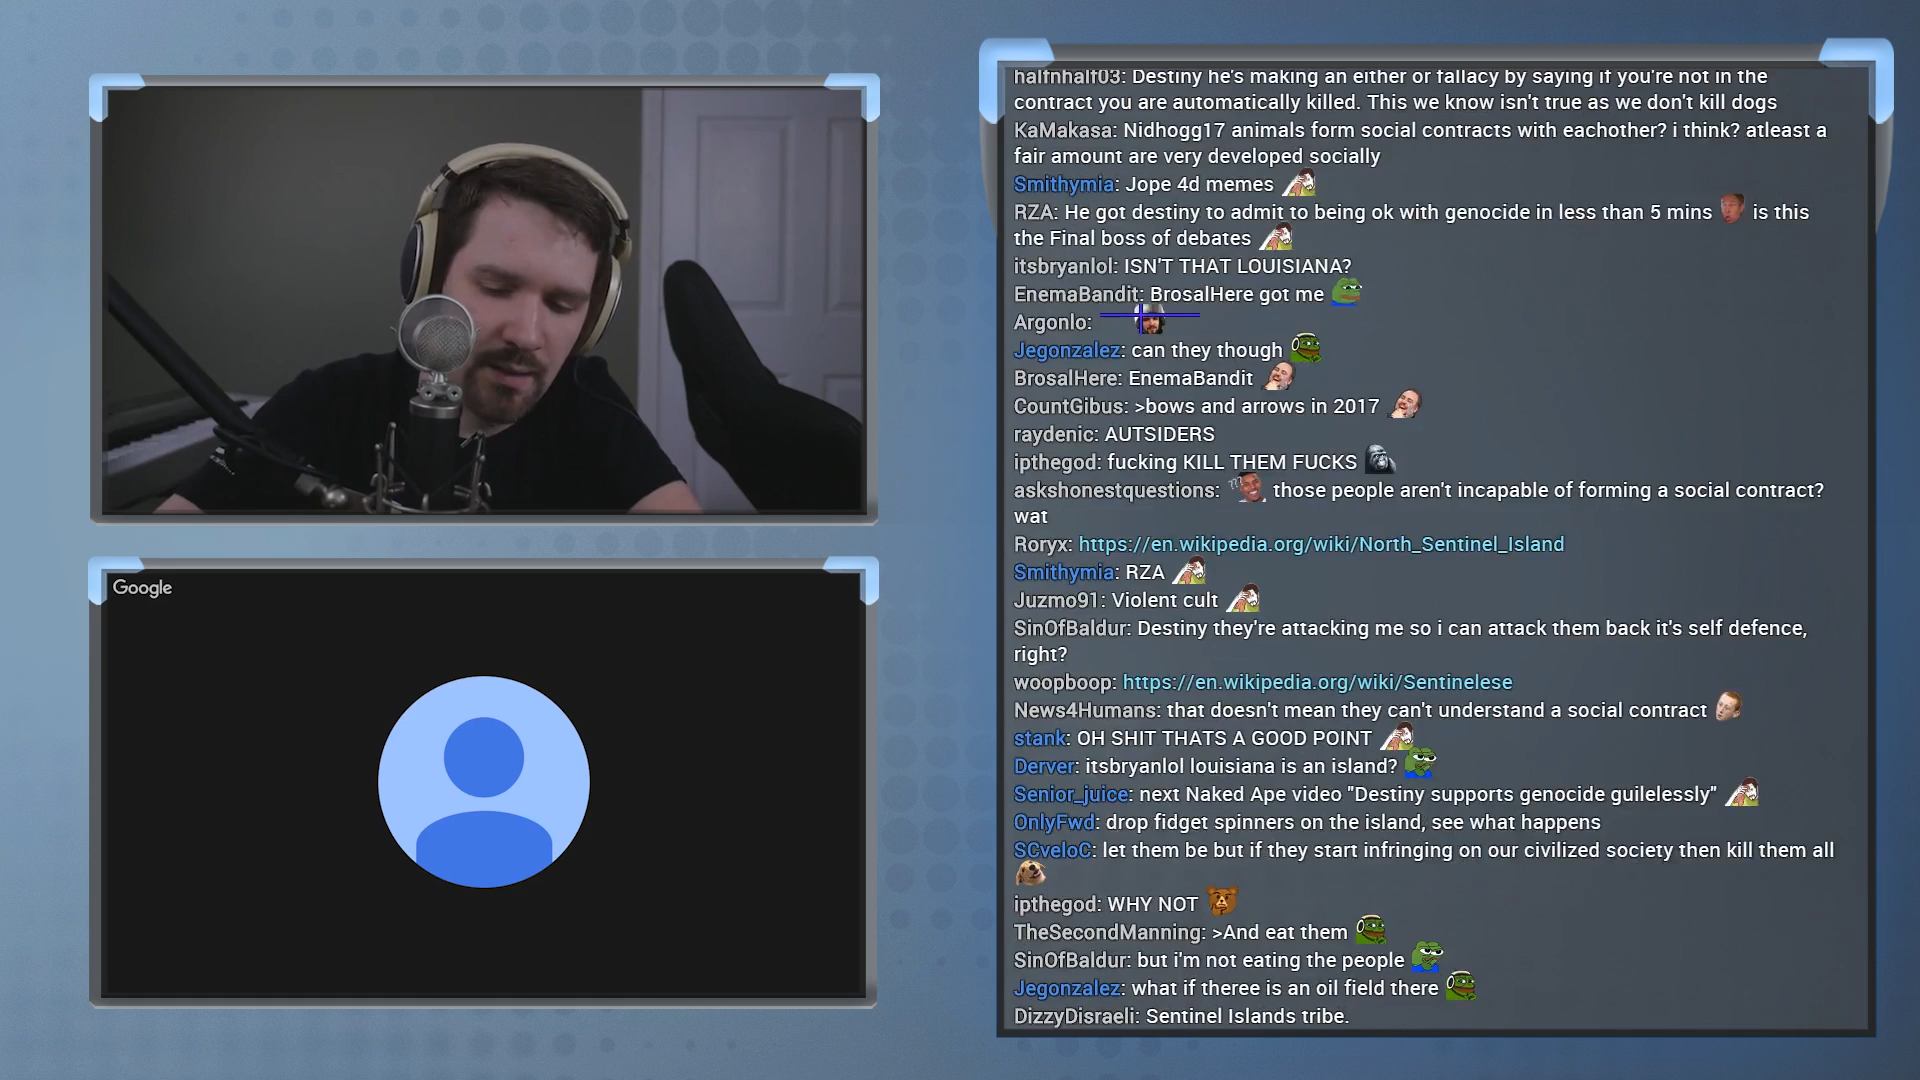 Google
halfnhalf03: Destiny he's making an either or fallacy by saying if you're not in the
contract you are automatically killed. This we know isn't true as we don't kill dogs
KaMakasa: Nidhogg17 animals form social contracts with eachother? i think? atleast a
fair amount are very developed socially
Smithymia: Jope 4d memes
RZA: He got destiny to admit to being ok with genocide in less than 5 mins is this
the Final boss of debates
itsbryanlol: ISN'T THAT LOUISIANA?
EnemaBandit: BrosalHere got me
Argonlo:
Jegonzalez: can they though
BrosalHere: EnemaBandit
CountGibus: >bows and arrows in 2017
raydenic: AUTSIDERS
ipthegod: fucking KILL THEM FUCKS
askshonestquestions: those people aren't incapable of forming a social contract?
wat
Roryx: https://en.wikipedia.org/wiki/North_Sentinel_Island
Smithymia: RZA
Juzmo91: Violent cult
SinOfBaldur: Destiny they're attacking me so i can attack them back it's self defence,
right?
woopboop: https://en.wikipedia.org/wiki/Sentinelese
News4Humans: that doesn't mean they can't understand a social contract
stank: OH SHIT THATS A GOOD POINT
Derver: itsbryanlol louisiana is an island?
Senior_juice: next Naked Ape video "Destiny supports genocide guilelessly"
OnlyFwd: drop fidget spinners on the island, see what happens
SCveloC: let them be but if they start infringing on our civilized society then kill them all
ipthegod: WHY NOT
TheSecondManning: >And eat them
SinOfBaldur: but i'm not eating the people
Jegonzalez: what if theree is an oil field there
DizzyDisraeli: Sentinel Islands tribe.